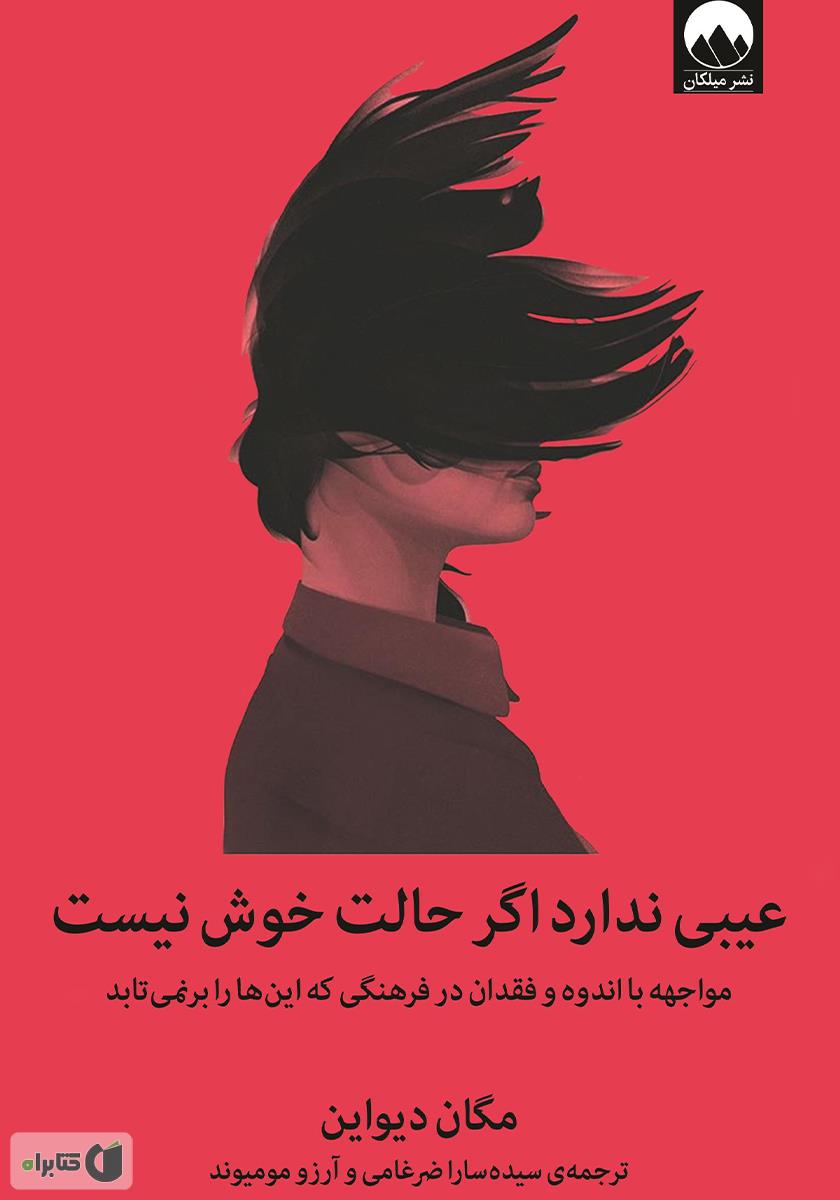 نشر میلکان
عیبی ندارد اگر حالت خوش نیست
مواجهه با اندوه و فقدان در فرهنگی که این‌ها را برنمی‌تابد
مگان دیواین
ترجمه‌ی سیده‌سارا ضرغامی و آرزو مومیوند
کتابراه